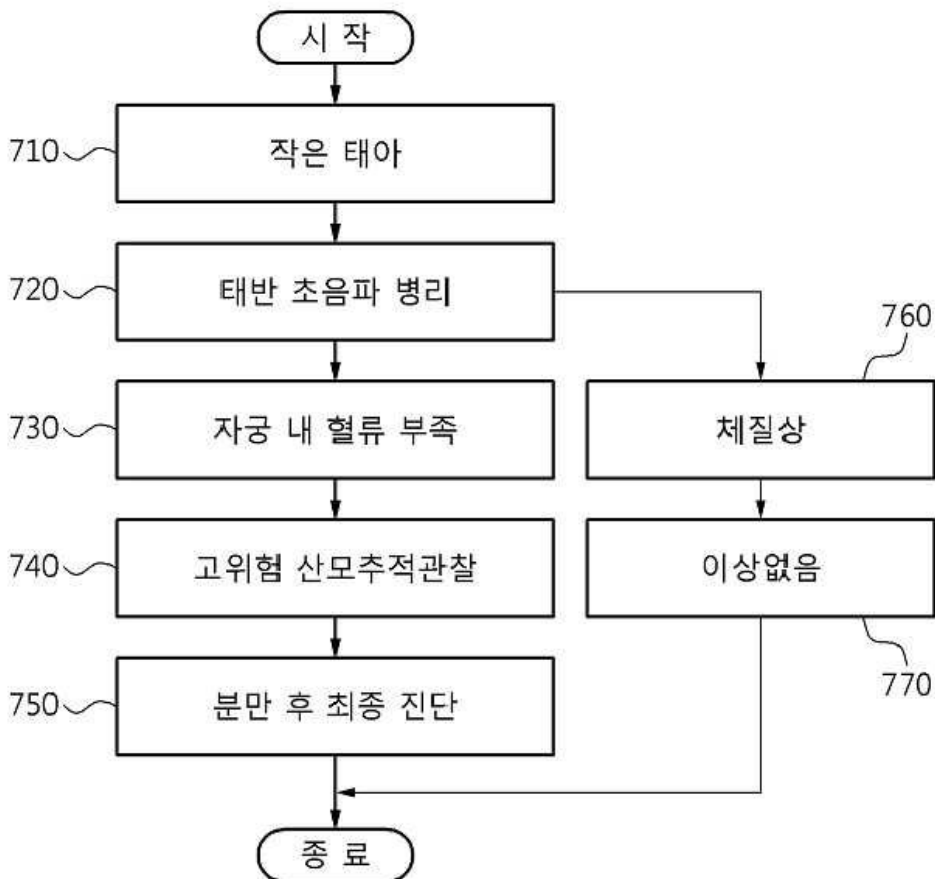 시 작
710
작은 태아
720
태반 초음파 병리
760
730
자궁 내 혈류 부족
체질상
740
고위험 산모추적관찰
이상없음
750
분만 후 최종 진단
770
종 료